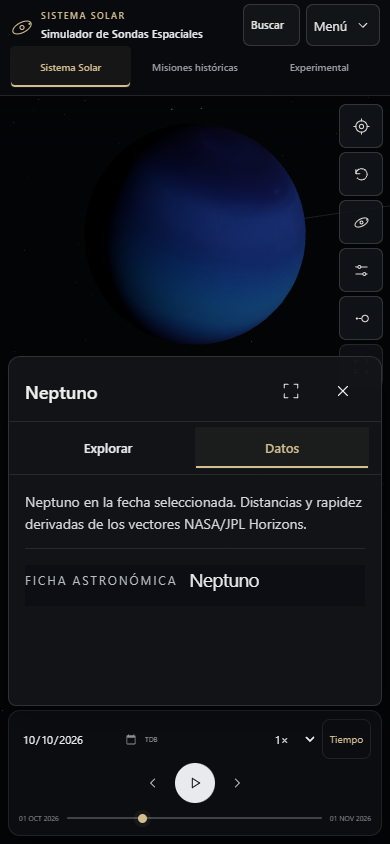 SISTEMA SOLAR
Simulador de Sondas Espaciales
Buscar
Menú
Sistema Solar
Misiones históricas
Experimental
Neptuno
Explorar
Datos
Neptuno en la fecha seleccionada. Distancias y rapidez
derivadas de los vectores NASA/JPL Horizons.
FICHA ASTRONÓMICA Neptuno
10/10/2026
TDB
1×
Tiempo
01 OCT 2026
01 NOV 2026